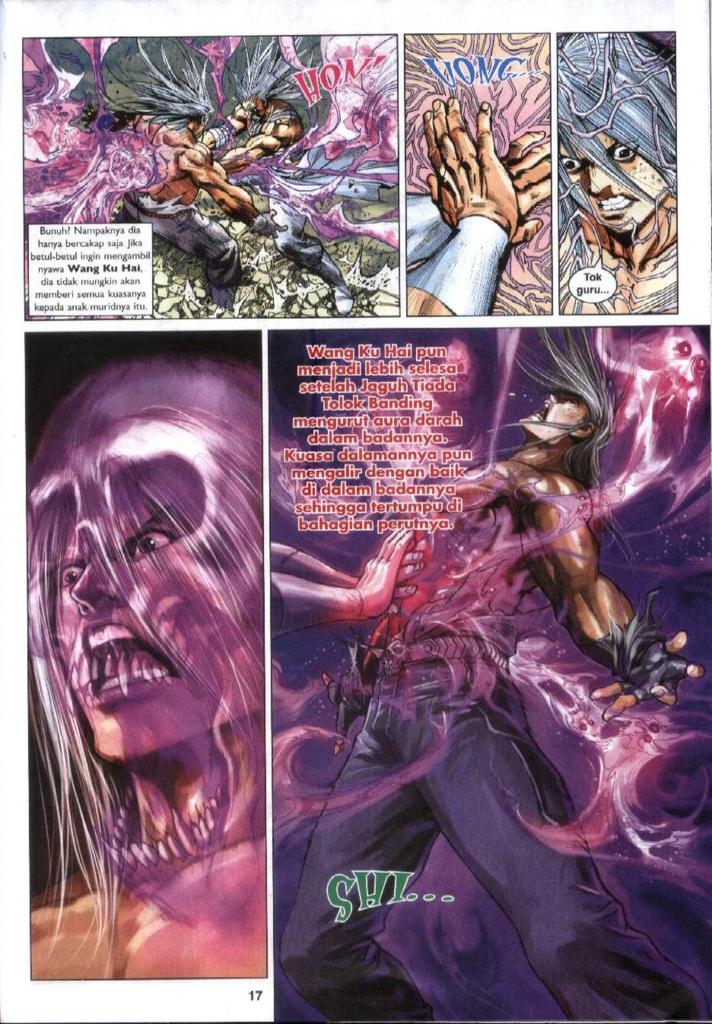 HON!
Bunuh? Nampaknya dia
hanya bercakap saja. Jika
betul-betul ingin mengambil
nyawa Wang Ku Hai,
dia tidak mungkin akan
memberi semua kuasanya
kepada anak muridnya itu.
VONG...
Tok
guru...
Wang Ku Hai pun
menjadi lebih selesa
setelah Jaguh Tiada
Tolok Banding
mengurut aura darah
dalam badannya.
Kuasa dalamannya pun
mengalir dengan baik
di dalam badannya
sehingga tertumpu di
bahagian perutnya.
SHI...
17